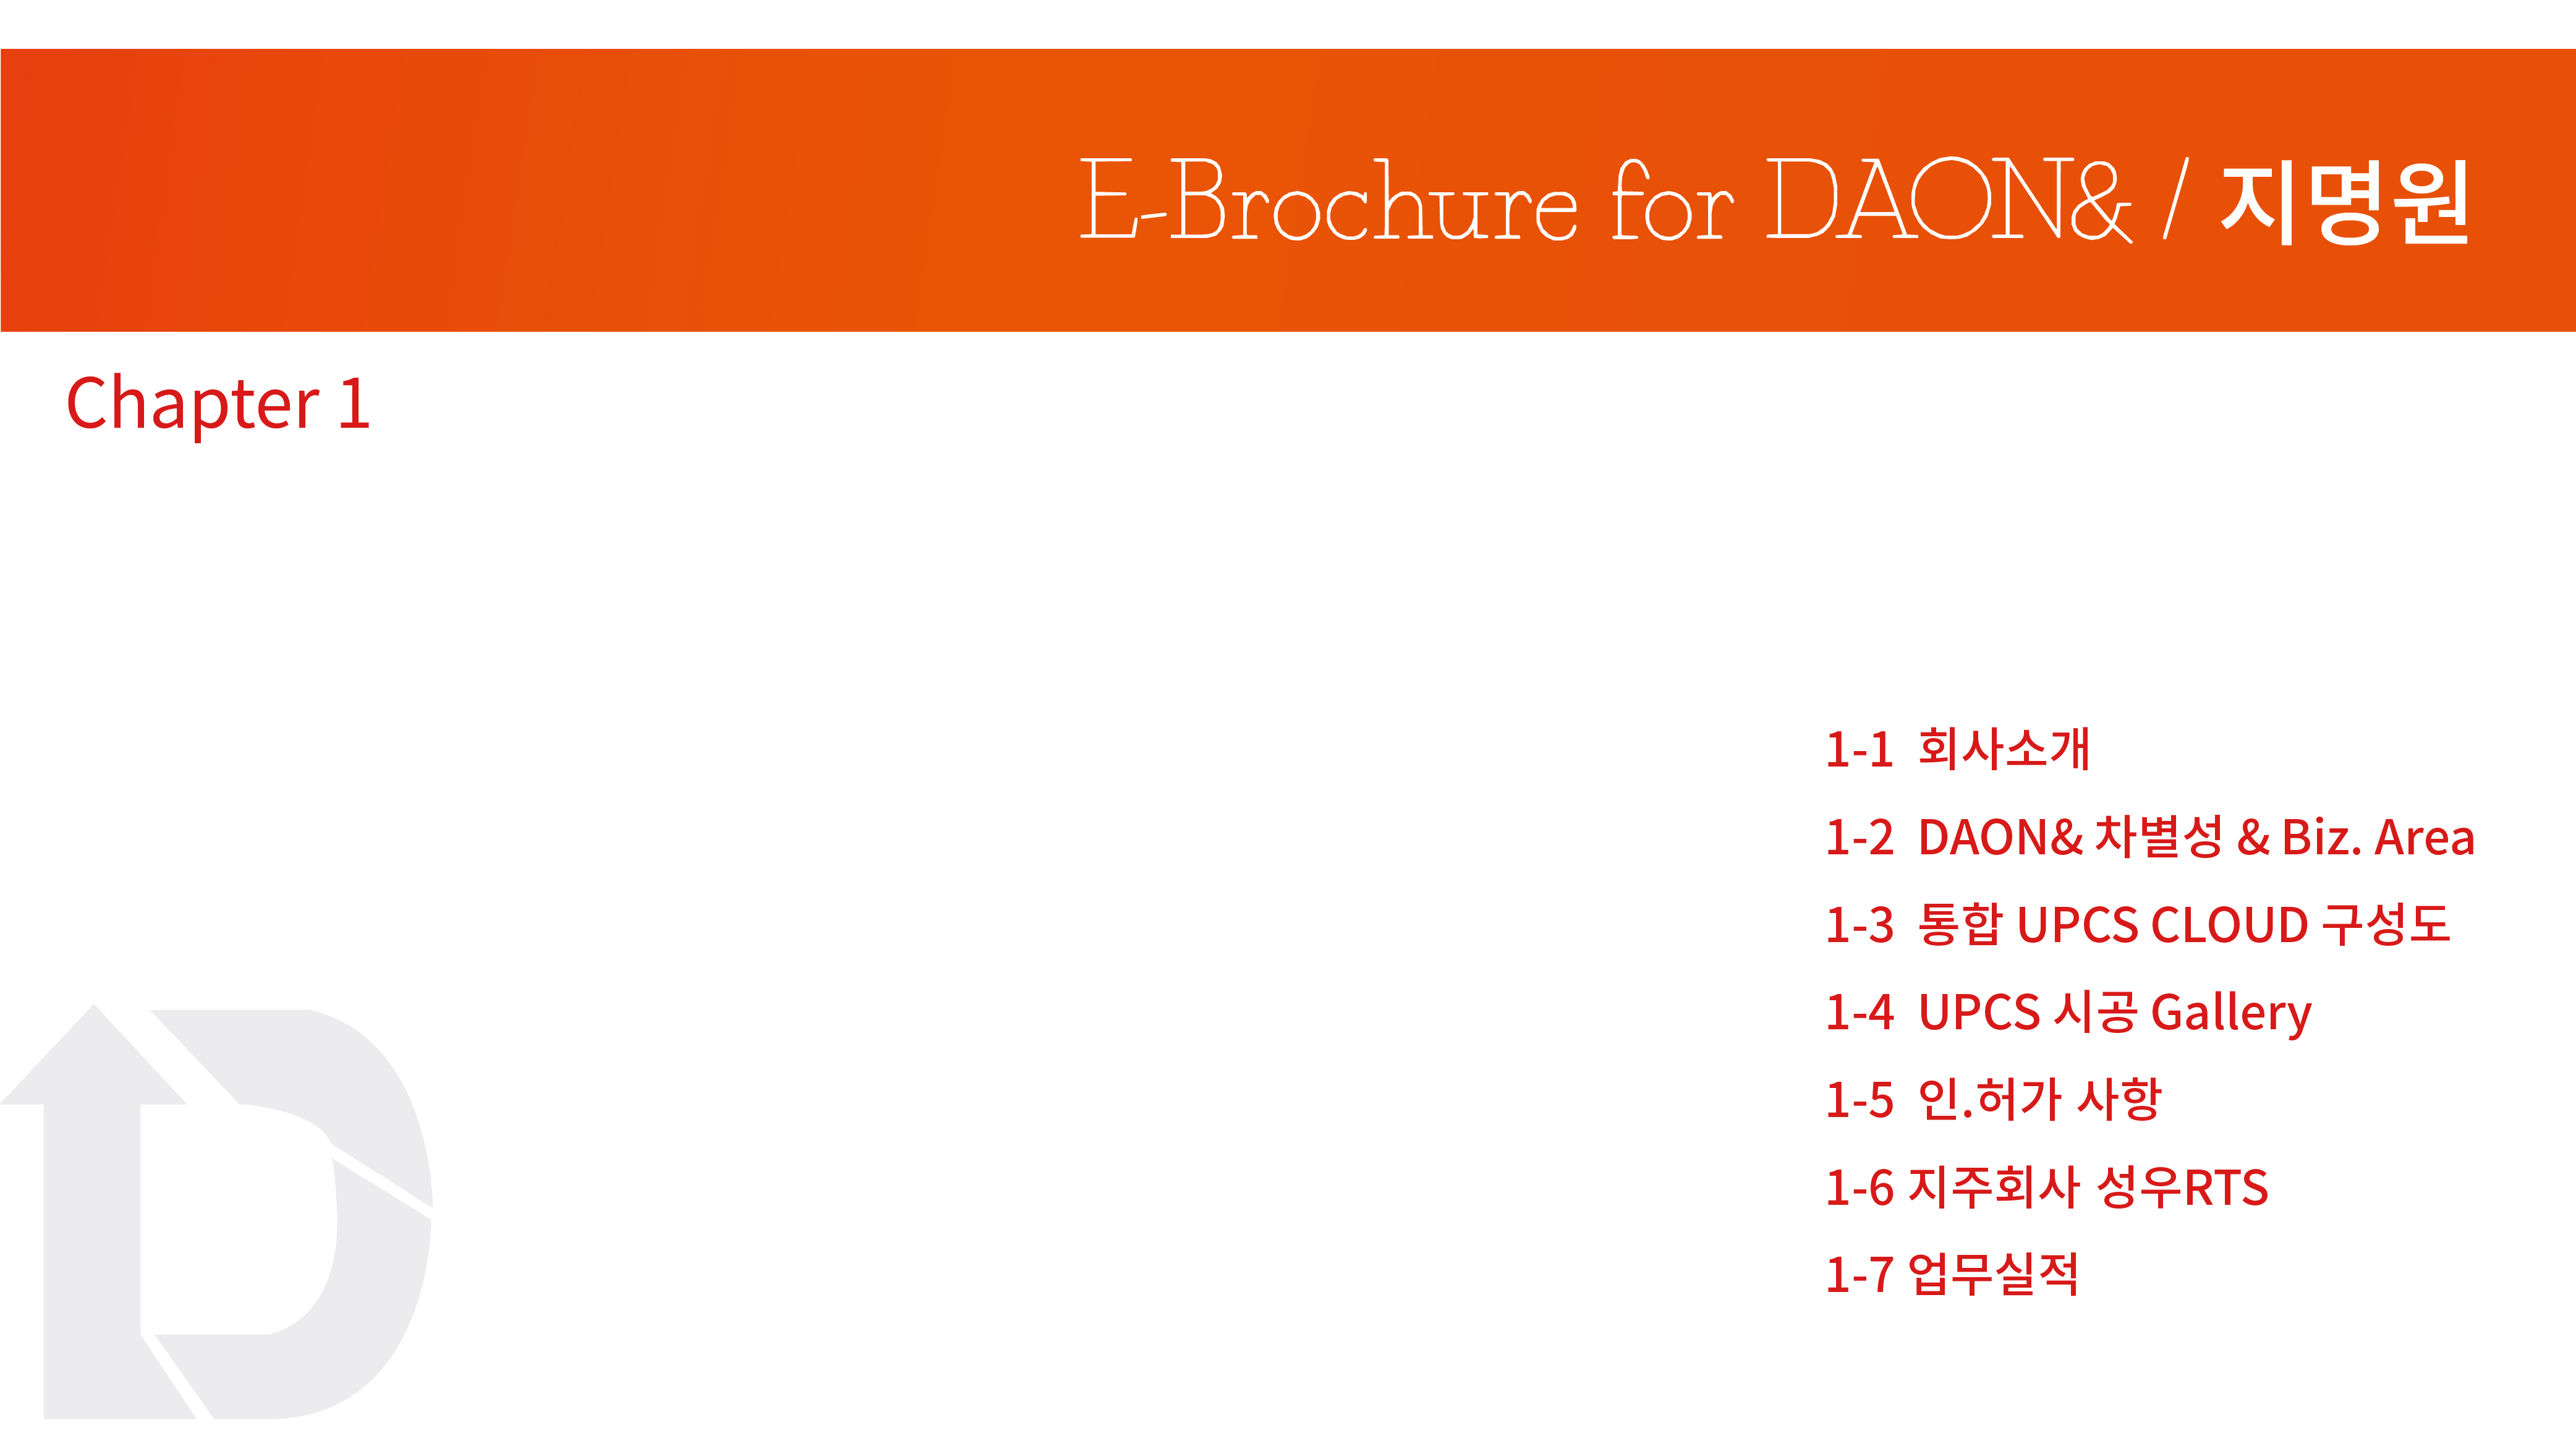 E-Brochure for DAON& / 지명원
Chapter 1
1-1 회사소개
1-2 DAON& 차별성 & Biz. Area
1-3 통합 UPCS CLOUD 구성도
1-4 UPCS 시공 Gallery
1-5 인.허가 사항
1-6 지주회사 성우RTS
1-7 업무실적